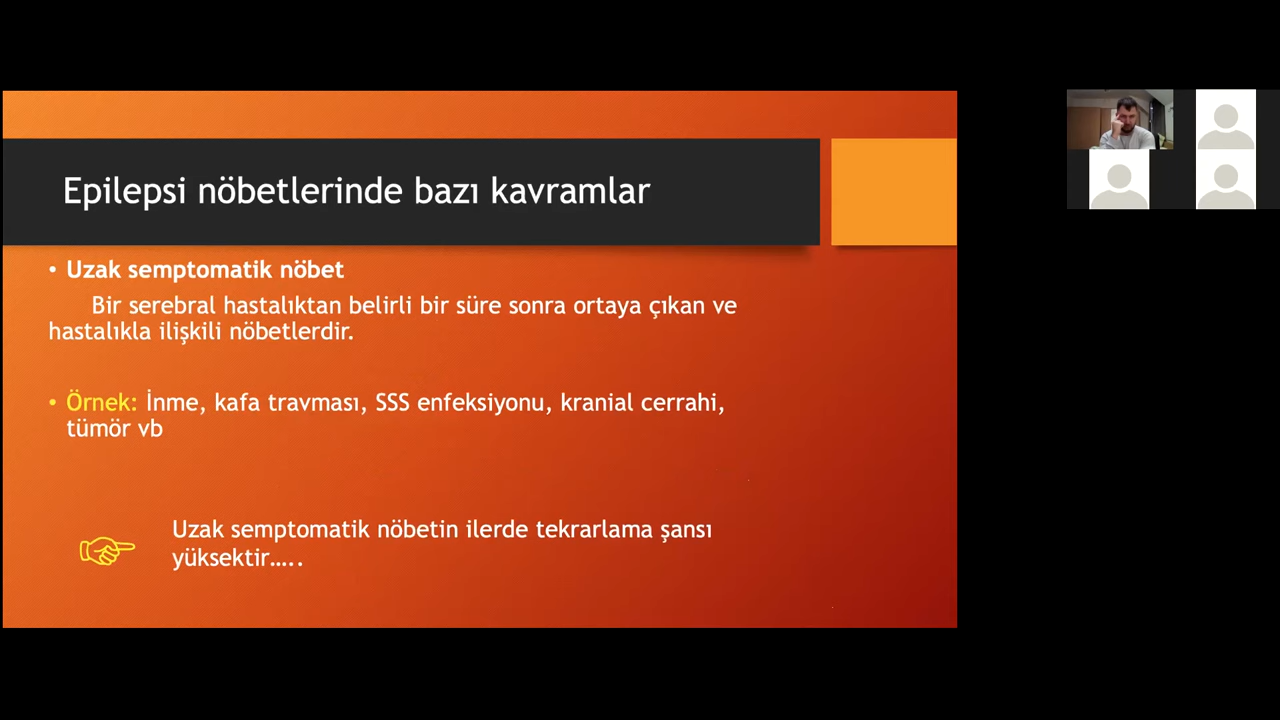 Epilepsi nöbetlerinde bazı kavramlar
• Uzak semptomatik nöbet
Bir serebral hastalıktan belirli bir süre sonra ortaya çıkan ve
hastalıkla ilişkili nöbetlerdir.
• Örnek: İnme, kafa travması, SSS enfeksiyonu, kranial cerrahi,
tümör vb
Uzak semptomatik nöbetin ilerde tekrarlama şansı
yüksektir…..